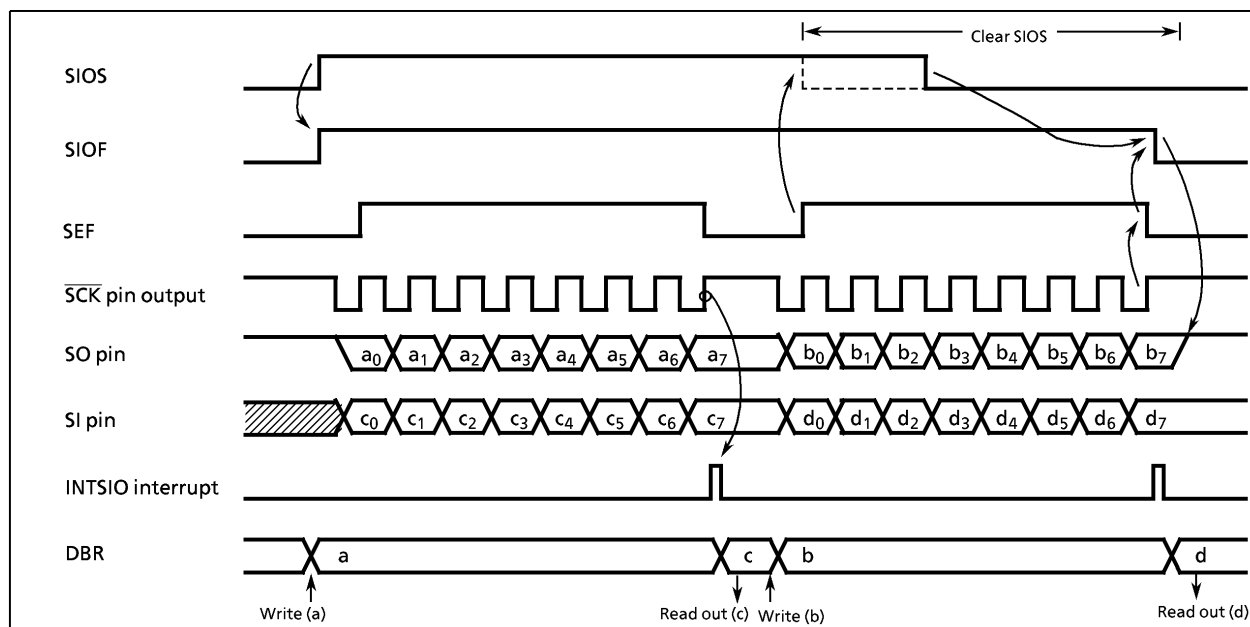 Clear SIOS
SIOS
SIOF
SEF
SCK pin output
SO pin a0 a1 a2 a3 a4 a5 a6 a7 b0 b1 b2 b3 b4 b5 b6 b7
SI pin c0 c1 c2 c3 c4 c5 c6 c7 d0 d1 d2 d3 d4 d5 d6 d7
INTSIO interrupt
DBR a c b d
Write (a) Read out (c) Write (b) Read out (d)